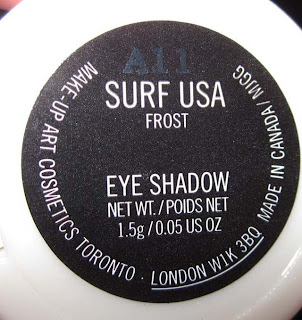 A11
SURF USA
FROST
EYE SHADOW
NET WT. / POIDS NET
1.5g / 0.05 US OZ
MAKE-UP ART COSMETICS TORONTO · LONDON W1K 3BQ MADE IN CANADA / MJGG